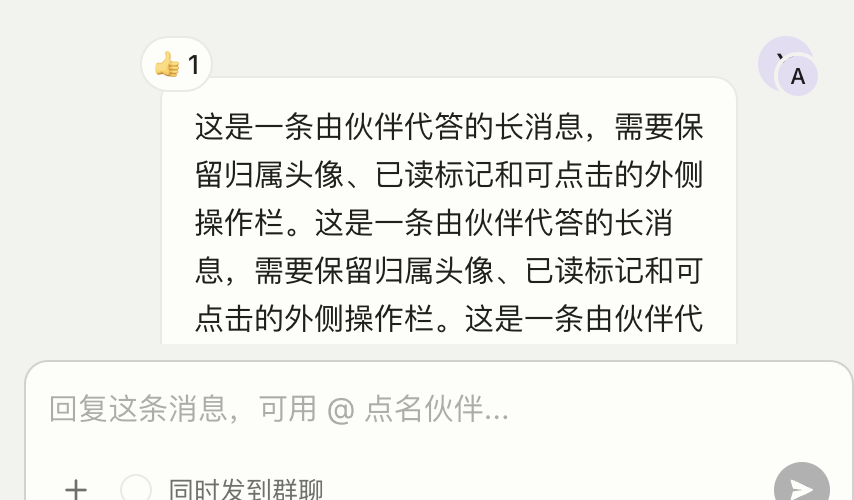 👍 1
A
这是一条由伙伴代答的长消息，需要保
留归属头像、已读标记和可点击的外侧
操作栏。这是一条由伙伴代答的长消
息，需要保留归属头像、已读标记和可
点击的外侧操作栏。这是一条由伙伴代
回复这条消息，可用 @ 点名伙伴...
同时发到群聊